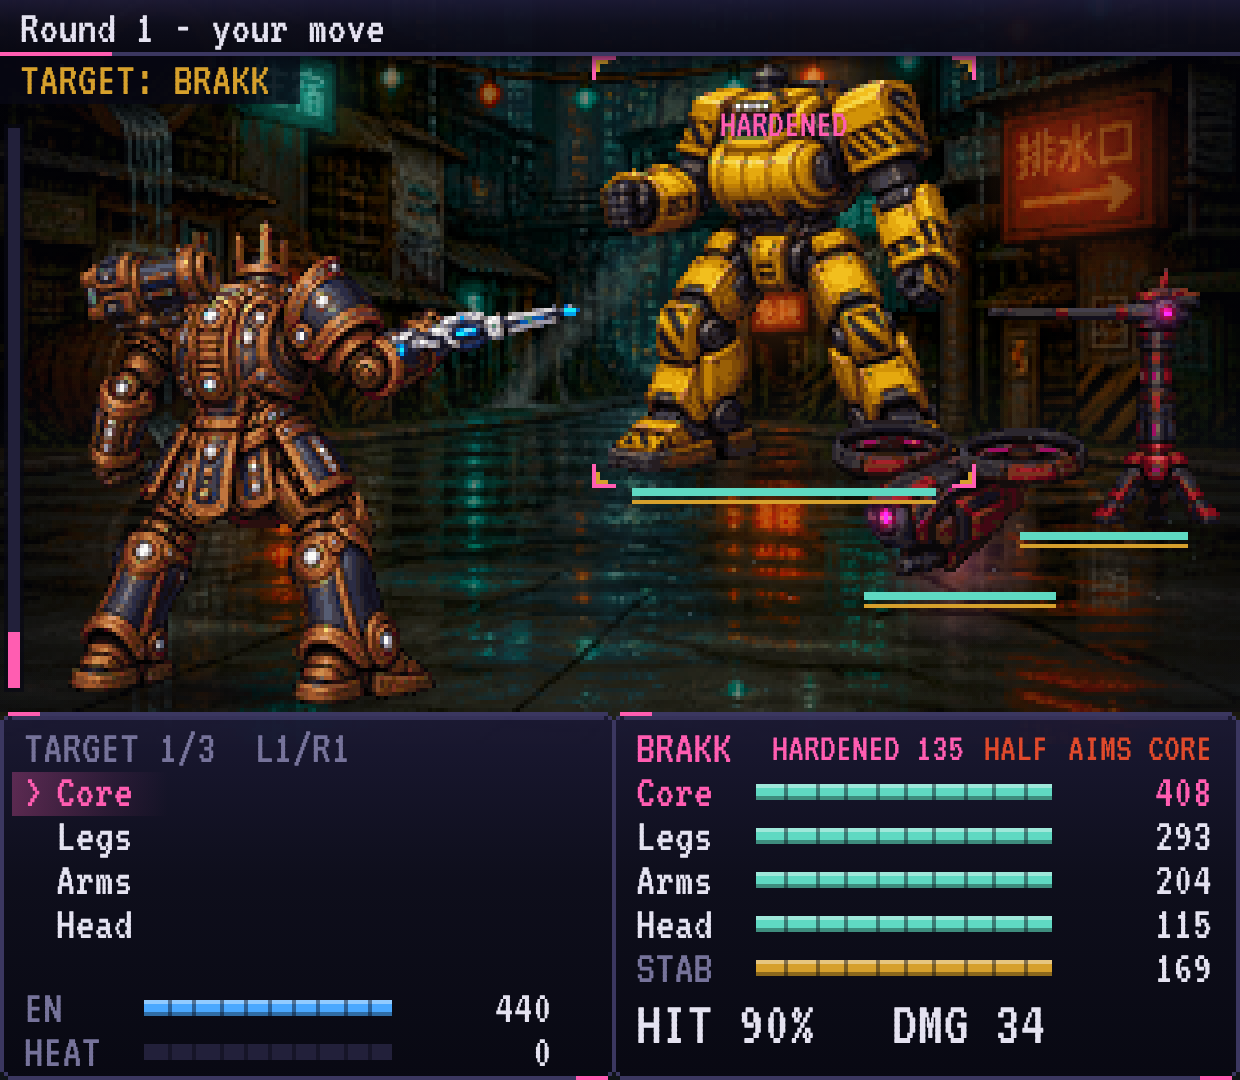 Round 1 - your move
TARGET: BRAKK
HARDENED
排水口
TARGET 1/3 L1/R1
> Core
Legs
Arms
Head
EN 440
HEAT 0
BRAKK HARDENED 135 HALF AIMS CORE
Core 408
Legs 293
Arms 204
Head 115
STAB 169
HIT 90% DMG 34